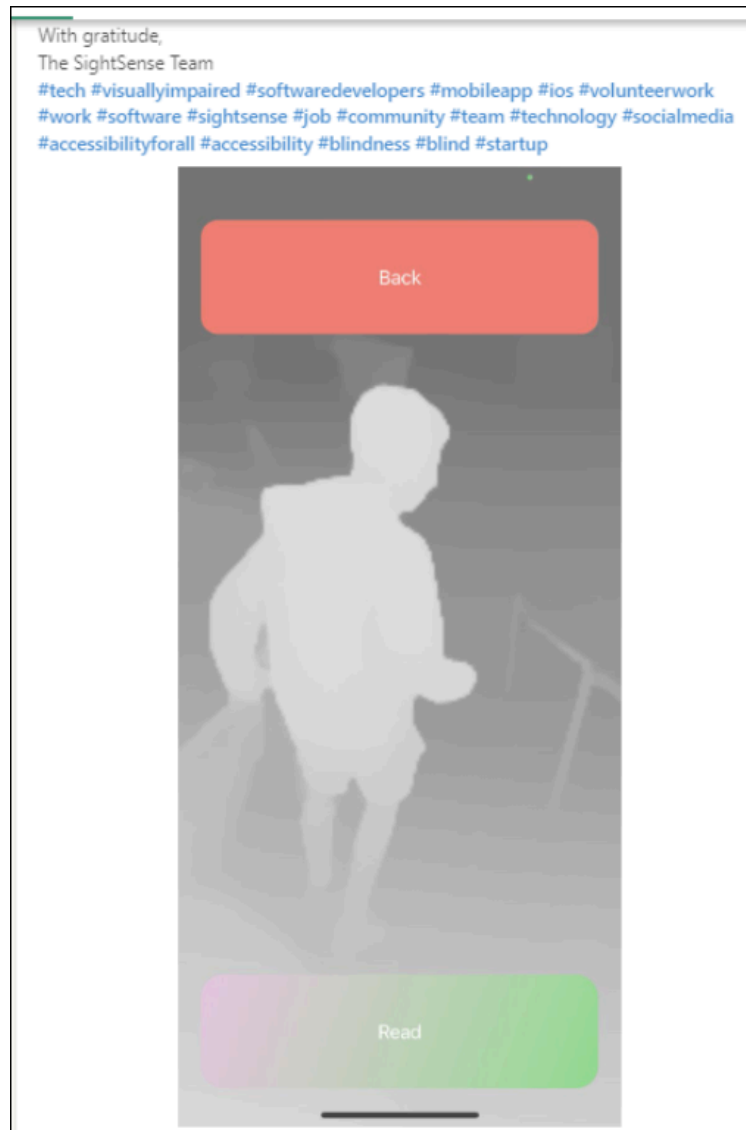 With gratitude,
The SightSense Team
#tech #visuallyimpaired #softwaredevelopers #mobileapp #ios #volunteerwork
#work #software #sightsense #job #community #team #technology #socialmedia
#accessibilityforall #accessibility #blindness #blind #startup
Back
Read